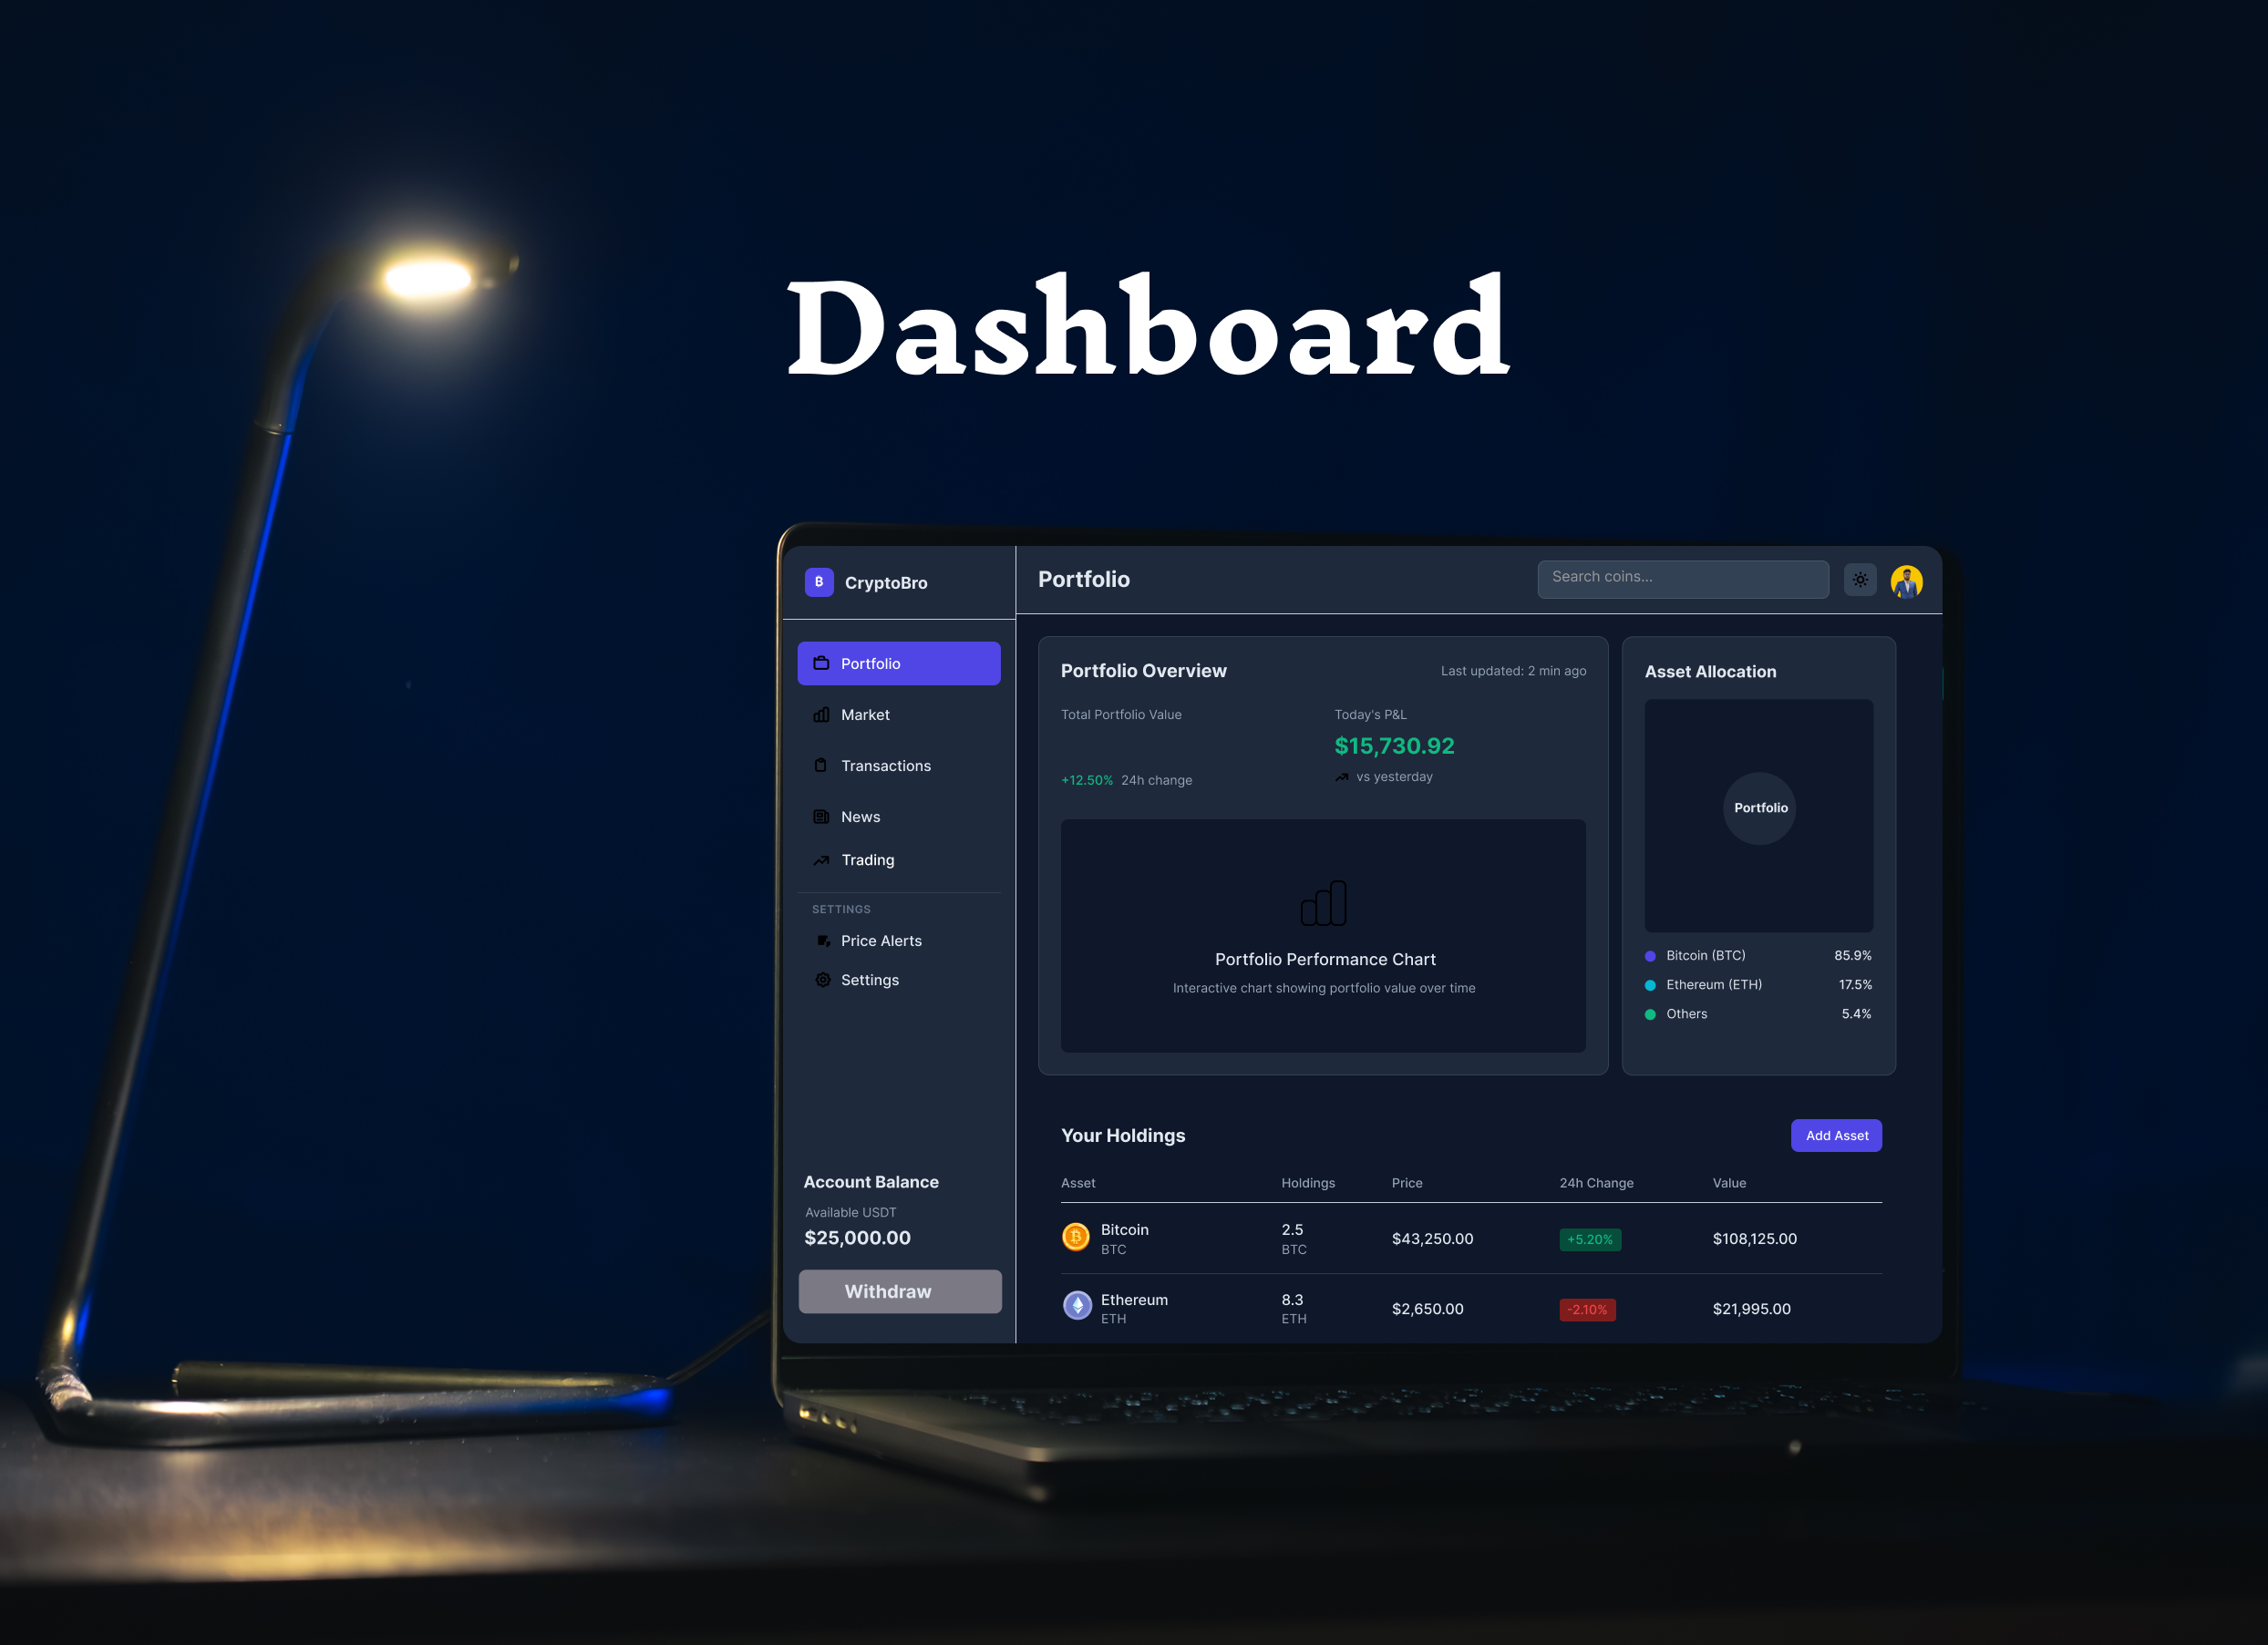 Dashboard
CryptoBro
Portfolio
Market
Transactions
News
Trading
SETTINGS
Price Alerts
Settings
Account Balance
Available USDT
$25,000.00
Withdraw
Portfolio
Search coins...
Portfolio Overview
Last updated: 2 min ago
Total Portfolio Value
+12.50% 24h change
Today's P&L
$15,730.92
vs yesterday
Portfolio Performance Chart
Interactive chart showing portfolio value over time
Asset Allocation
Portfolio
Bitcoin (BTC) 85.9%
Ethereum (ETH) 17.5%
Others 5.4%
Your Holdings
Add Asset
Asset Holdings Price 24h Change Value
Bitcoin 2.5
BTC BTC
$43,250.00 +5.20% $108,125.00
Ethereum 8.3
ETH ETH
$2,650.00 -2.10% $21,995.00